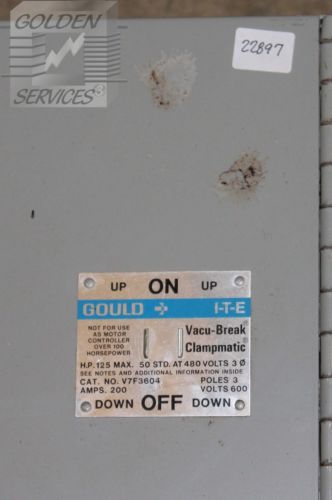 GOLDEN
SERVICES
22897
UP ON UP
GOULD I-T-E
NOT FOR USE
AS MOTOR
CONTROLLER
OVER 100
HORSEPOWER
Vacu-Break
Clampmatic
H.P. 125 MAX. 50 STD. AT 480 VOLTS 3 Ø
SEE NOTES AND ADDITIONAL INFORMATION INSIDE
CAT. NO. V7F3604 POLES 3
AMPS. 200 VOLTS 600
DOWN OFF DOWN